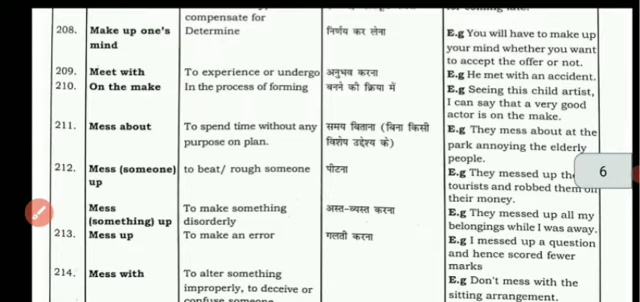 compensate for
208. Make up one's
mind
Determine
निर्णय कर लेना
E.g You will have to make up
your mind whether you want
to accept the offer or not.
209. Meet with
To experience or undergo
अनुभव करना
E.g He met with an accident.
210. On the make
In the process of forming
बनने की क्रिया में
E.g Seeing this child artist,
I can say that a very good
actor is on the make.
211. Mess about
To spend time without any
purpose on plan.
समय बिताना (बिना किसी
विशेष उद्देश्य के)
E.g They mess about at the
park annoying the elderly
people.
212. Mess (someone)
up
to beat/ rough someone
पीटना
E.g They messed up
tourists and robbed them
their money.
Mess
(something) up
To make something
disorderly
अस्त-व्यस्त करना
E.g They messed up all my
belongings while I was away.
213. Mess up
To make an error
गलती करना
E.g I messed up a question
and hence scored fewer
marks
214. Mess with
To alter something
improperly, to deceive or
confuse someone
E.g Don't mess with the
sitting arrangement.
6